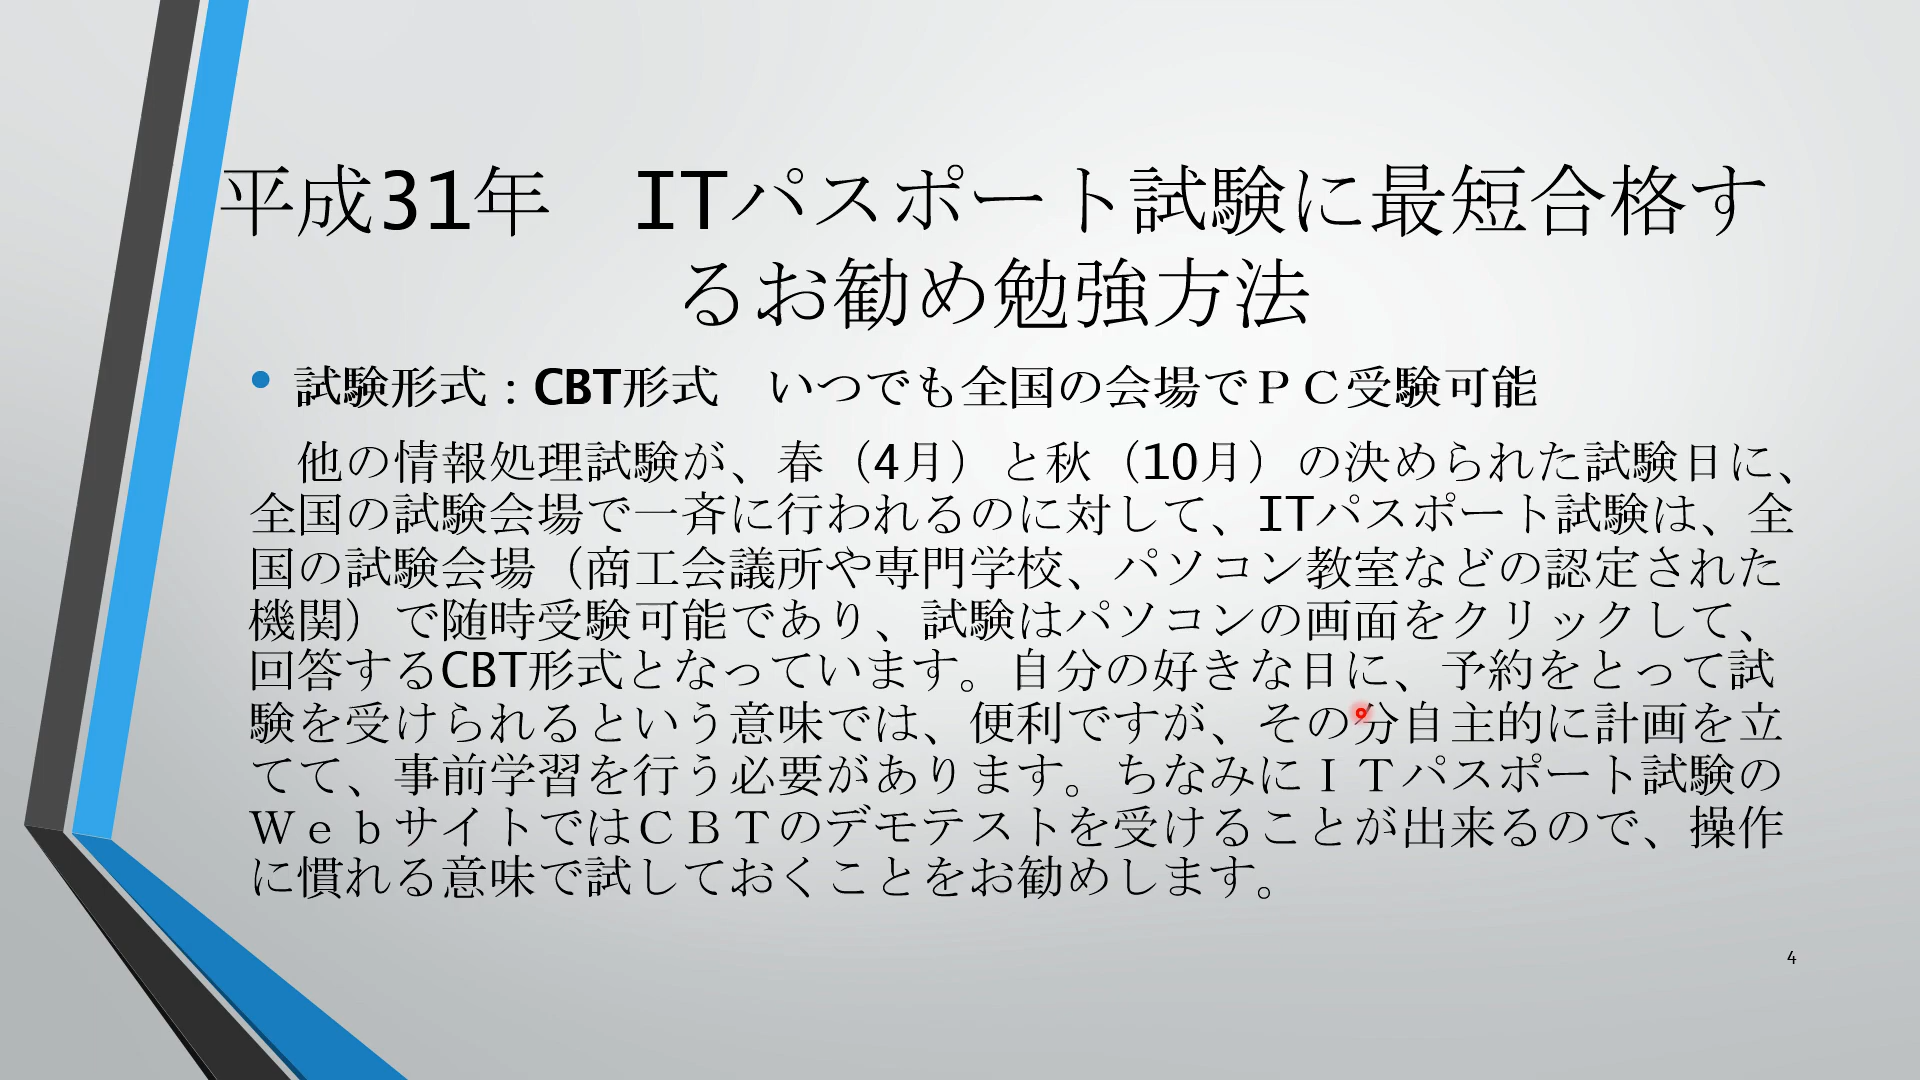 平成31年　ITパスポート試験に最短合格す
るお勧め勉強方法
• 試験形式：CBT形式　いつでも全国の会場でＰＣ受験可能
　他の情報処理試験が、春（4月）と秋（10月）の決められた試験日に、
全国の試験会場で一斉に行われるのに対して、ITパスポート試験は、全
国の試験会場（商工会議所や専門学校、パソコン教室などの認定された
機関）で随時受験可能であり、試験はパソコンの画面をクリックして、
回答するCBT形式となっています。自分の好きな日に、予約をとって試
験を受けられるという意味では、便利ですが、その分自主的に計画を立
てて、事前学習を行う必要があります。ちなみにＩＴパスポート試験の
ＷｅｂサイトではＣＢＴのデモテストを受けることが出来るので、操作
に慣れる意味で試しておくことをお勧めします。
4